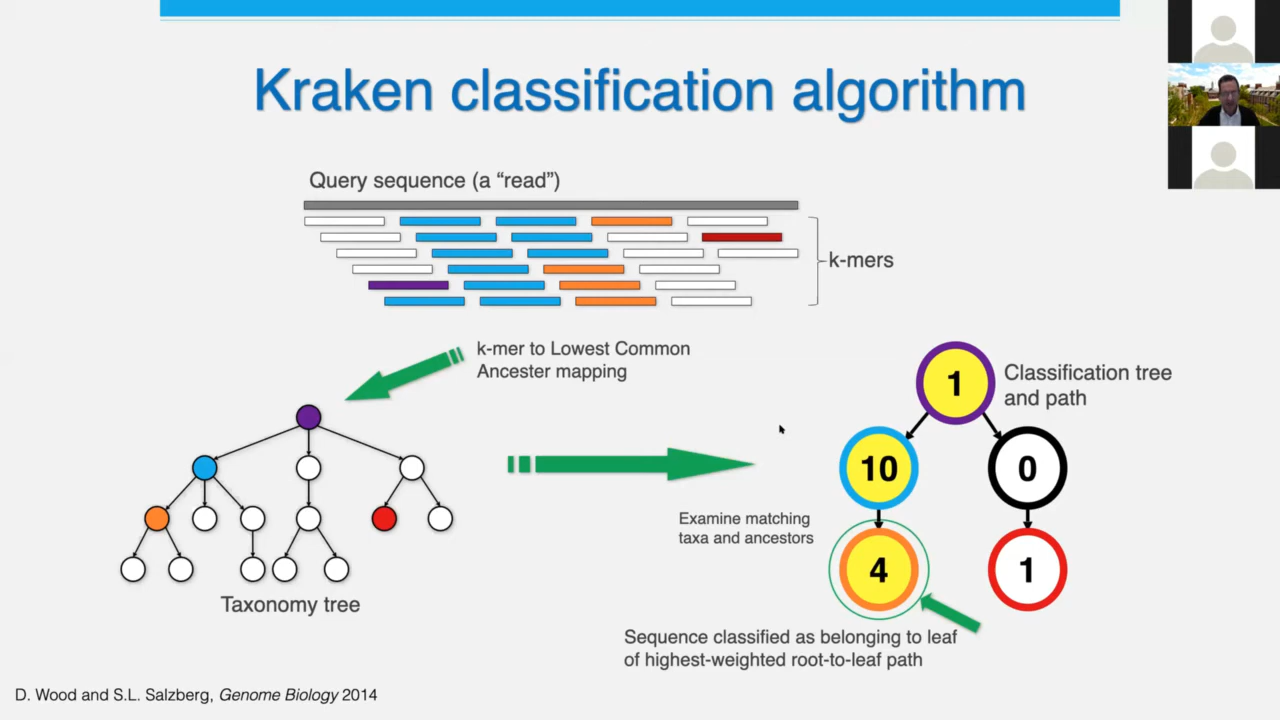 Kraken classification algorithm
Query sequence (a “read”)
k-mers
k-mer to Lowest Common
Ancester mapping
1
Classification tree
and path
10
0
Examine matching
taxa and ancestors
4
1
Taxonomy tree
Sequence classified as belonging to leaf
of highest-weighted root-to-leaf path
D. Wood and S.L. Salzberg, Genome Biology 2014